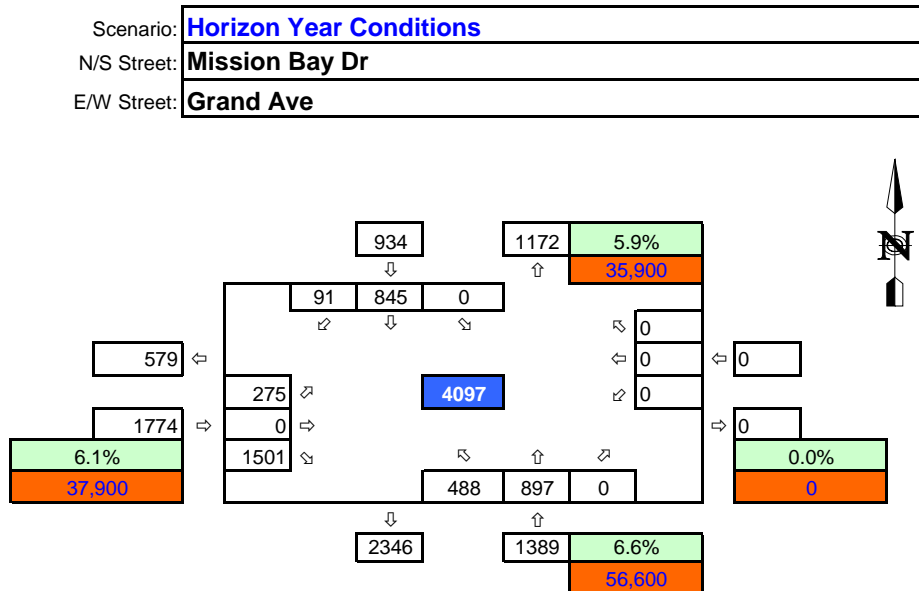 Scenario: Horizon Year Conditions
N/S Street: Mission Bay Dr
E/W Street: Grand Ave
N
934 1172 5.9%
⇩ ⇧ 35,900
91 845 0
⬃ ⇩ ⬂ ⬁ 0
579 ⇦ ⇦ 0 ⇦ 0
275 ⬀ 4097 ⬃ 0
1774 ⇨ 0 ⇨ ⇨ 0
6.1% 1501 ⬂ ⬁ ⇧ ⬀ 0.0%
37,900 488 897 0 0
⇩ ⇧
2346 1389 6.6%
56,600